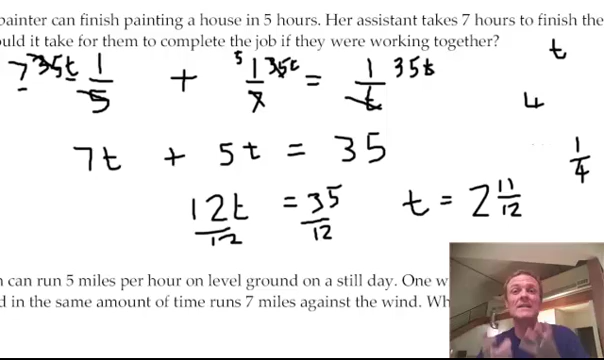 painter can finish painting a house in 5 hours. Her assistant takes 7 hours to finish the
ould it take for them to complete the job if they were working together?
t
7 35t 1/5 + 5 1/7 35t = 1/t 35t
4
7t + 5t = 35
1/4
12t/12 = 35/12 t = 2 11/12
n can run 5 miles per hour on level ground on a still day. One w
d in the same amount of time runs 7 miles against the wind. Wh